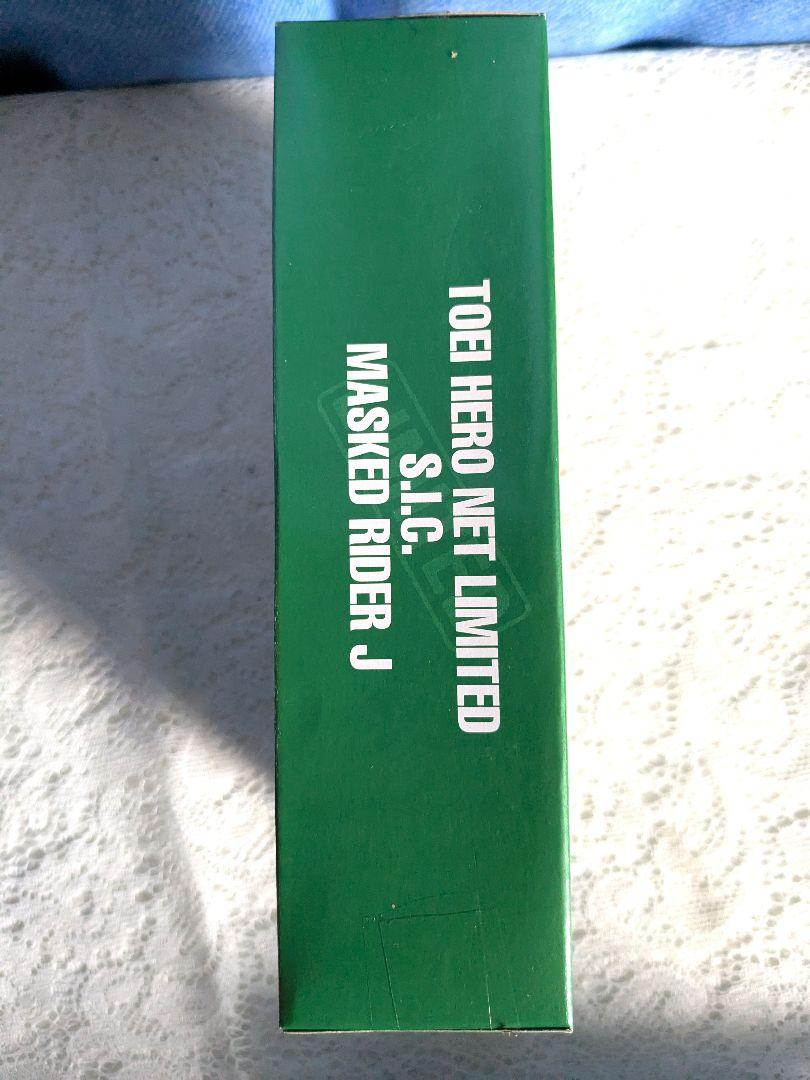 TOEI HERO NET LIMITED
S.I.C.
MASKED RIDER J